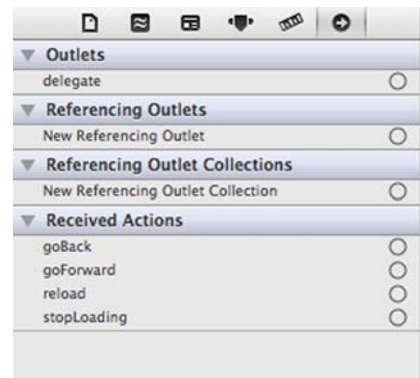 Outlets
delegate
Referencing Outlets
New Referencing Outlet
Referencing Outlet Collections
New Referencing Outlet Collection
Received Actions
goBack
goForward
reload
stopLoading